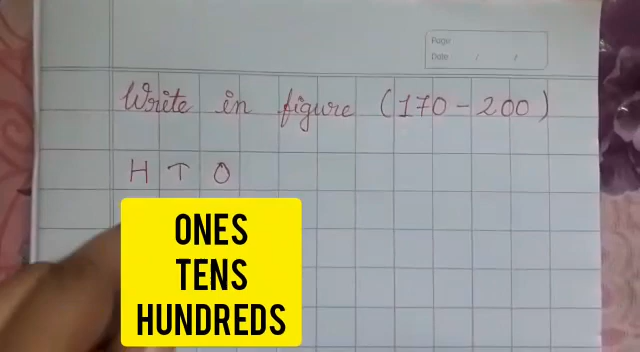 Page
Date / /
Write in figure (170-200)
H T O
ONES
TENS
HUNDREDS